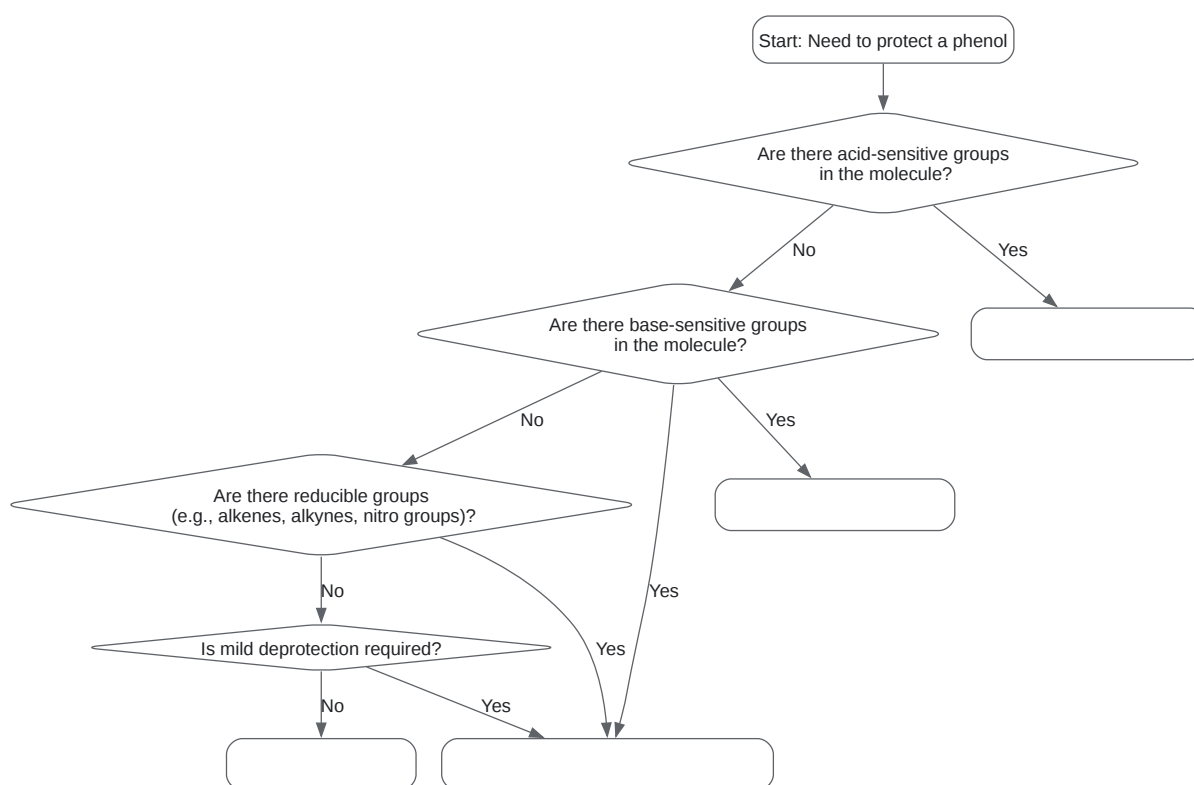 Start: Need to protect a phenol
Are there acid-sensitive groups
in the molecule?
No
Yes
Are there base-sensitive groups
in the molecule?
No
Yes
Are there reducible groups
(e.g., alkenes, alkynes, nitro groups)?
No
Yes
Yes
Is mild deprotection required?
No
Yes